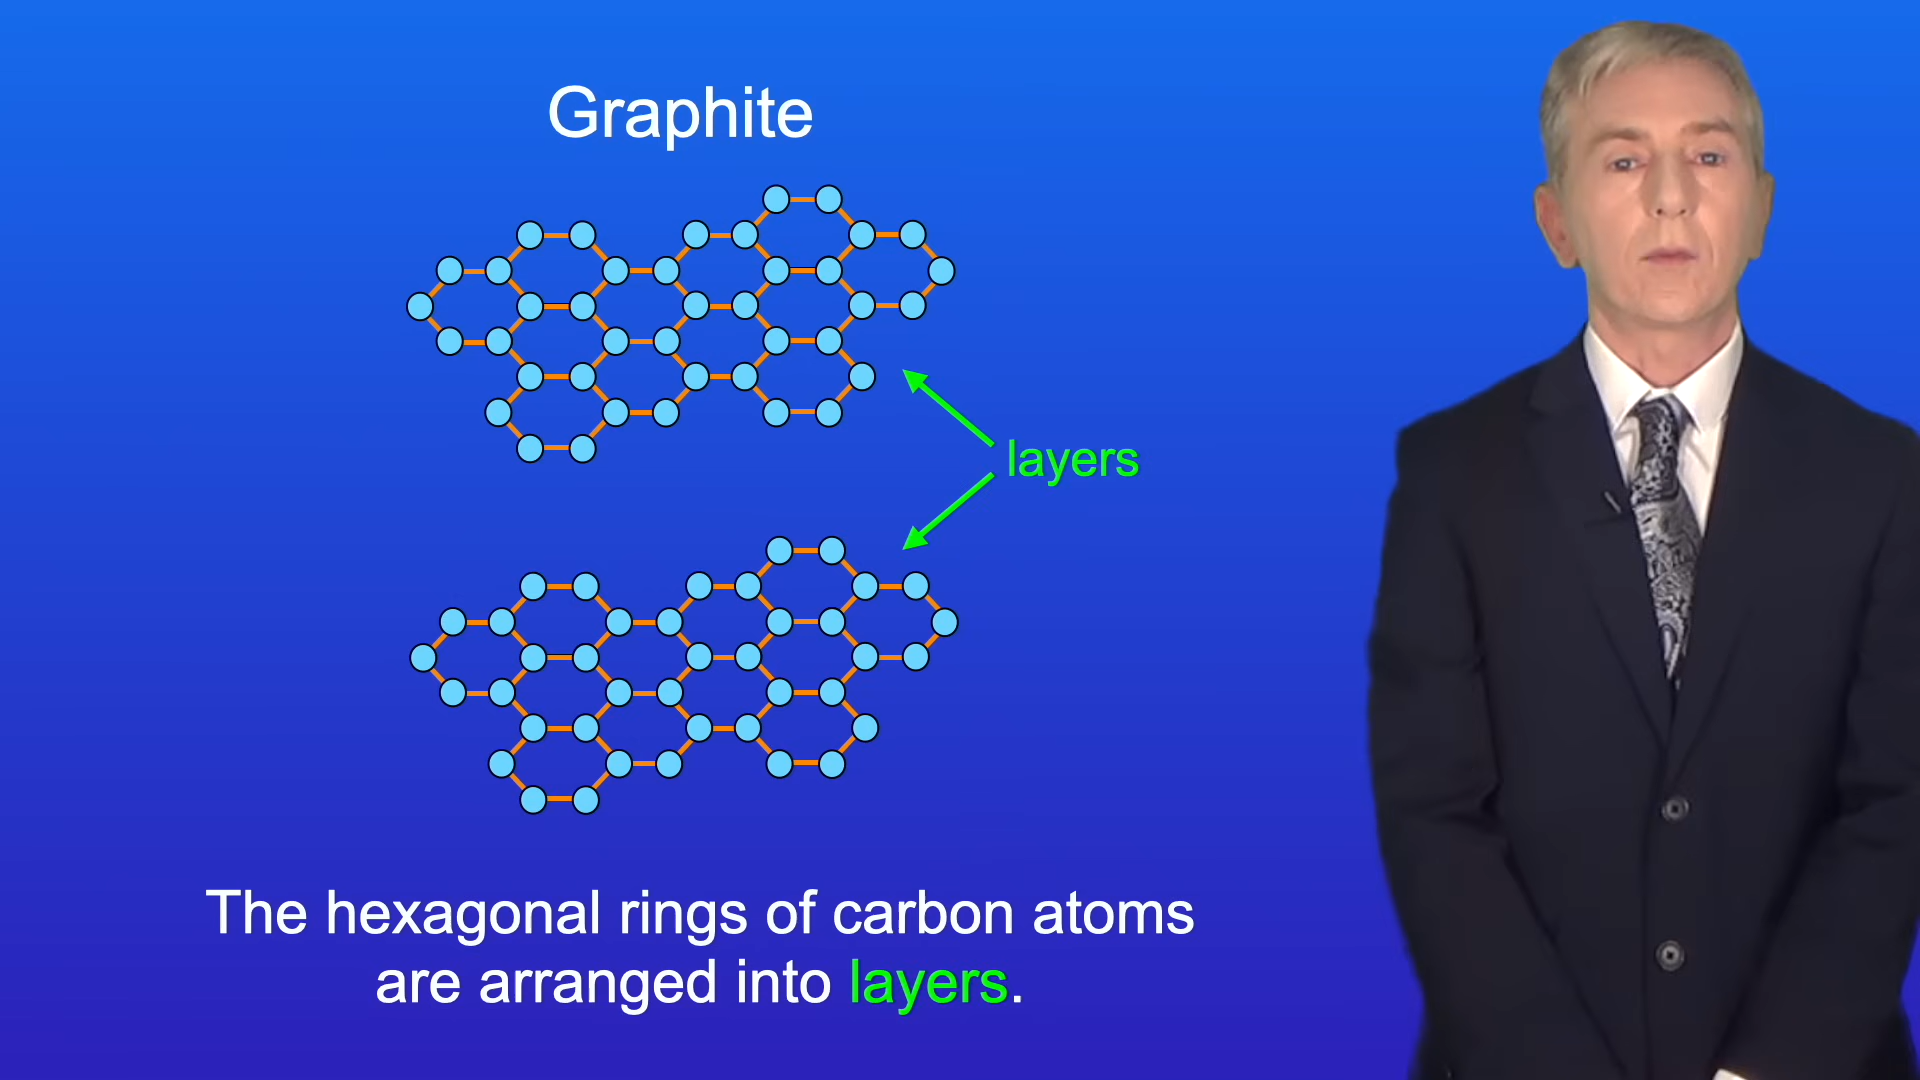 Graphite
layers
The hexagonal rings of carbon atoms
are arranged into layers.